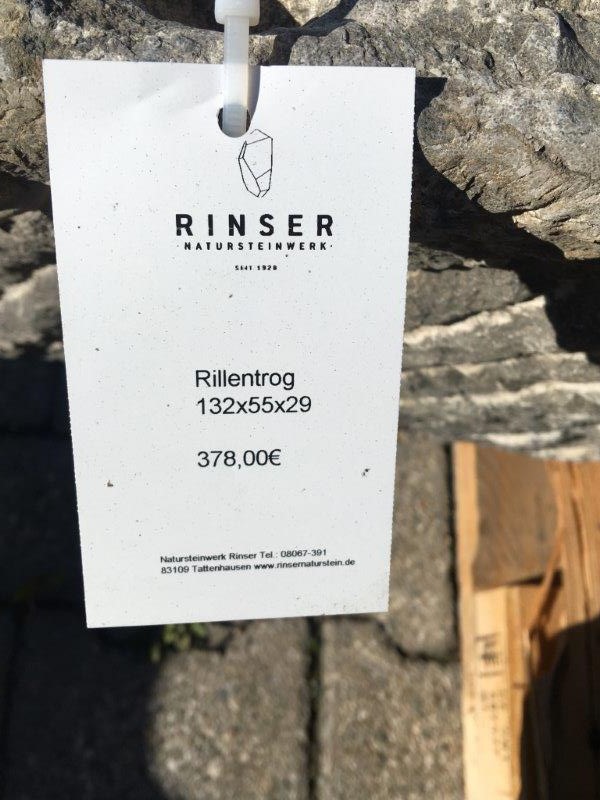 RINSER
·NATURSTEINWERK·
SEIT 1928
Rillentrog
132x55x29
378,00€
Natursteinwerk Rinser Tel.: 08067-391
83109 Tattenhausen www.rinsernaturstein.de